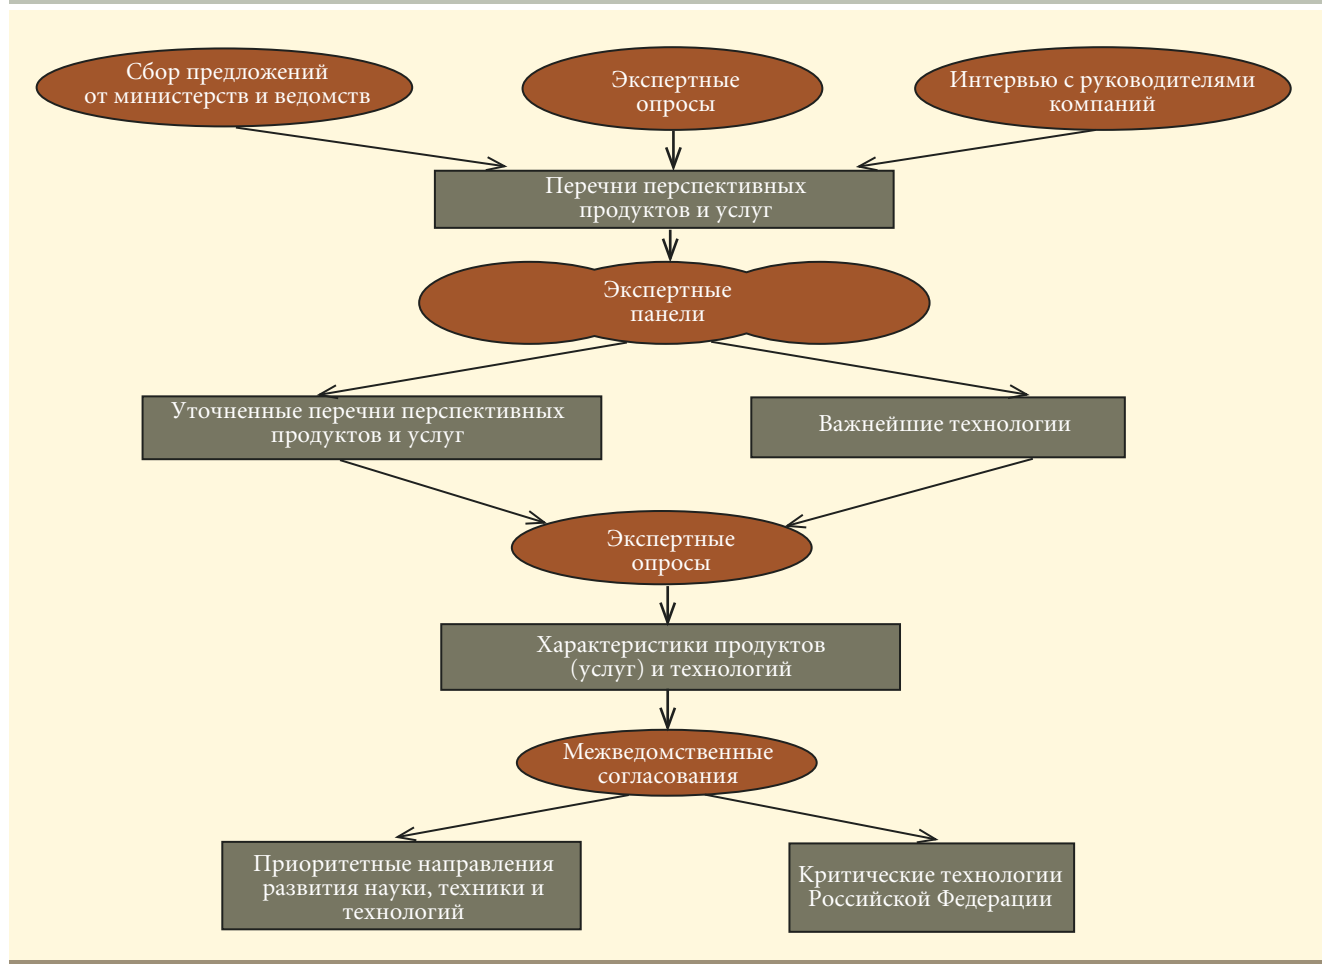 Сбор предложений
от министерств и ведомств
Экспертные
опросы
Интервью с руководителями
компаний
Перечни перспективных
продуктов и услуг
Экспертные
панели
Уточненные перечни перспективных
продуктов и услуг
Важнейшие технологии
Экспертные
опросы
Характеристики продуктов
(услуг) и технологий
Межведомственные
согласования
Приоритетные направления
развития науки, техники и
технологий
Критические технологии
Российской Федерации